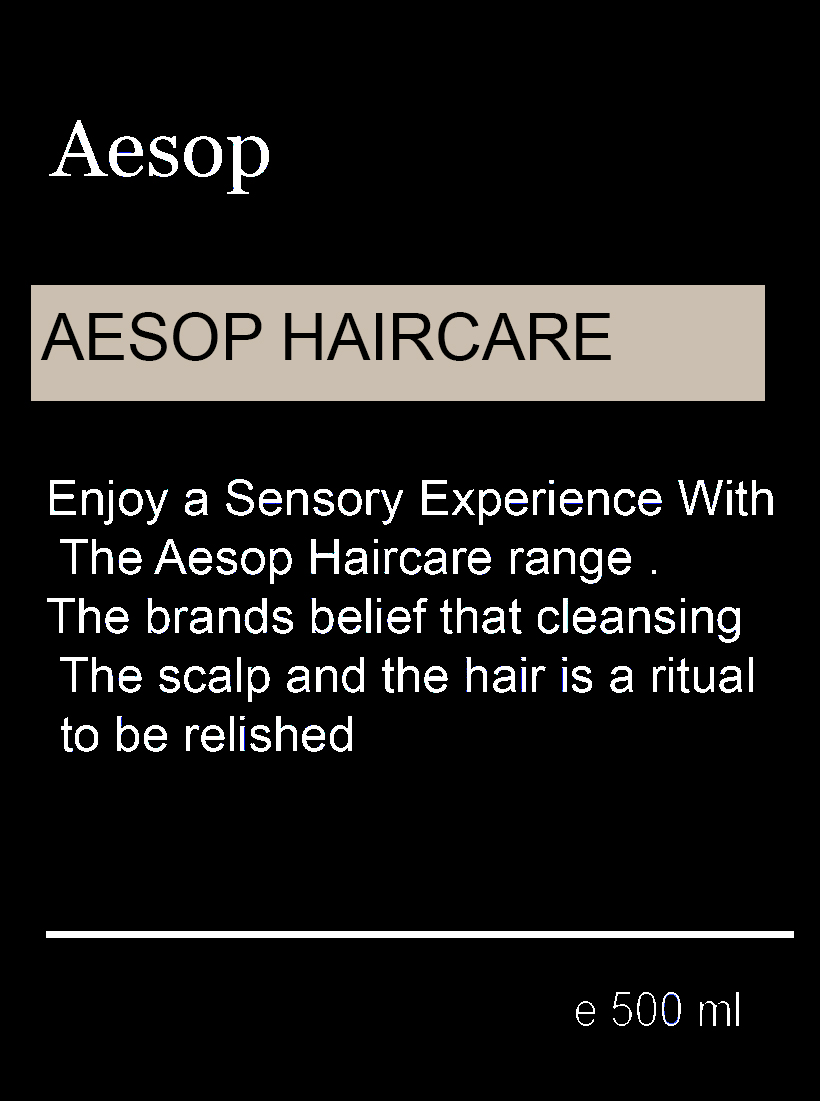 Aesop
AESOP HAIRCARE
Enjoy a Sensory Experience With
The Aesop Haircare range .
The brands belief that cleansing
The scalp and the hair is a ritual
to be relished
e 500 ml